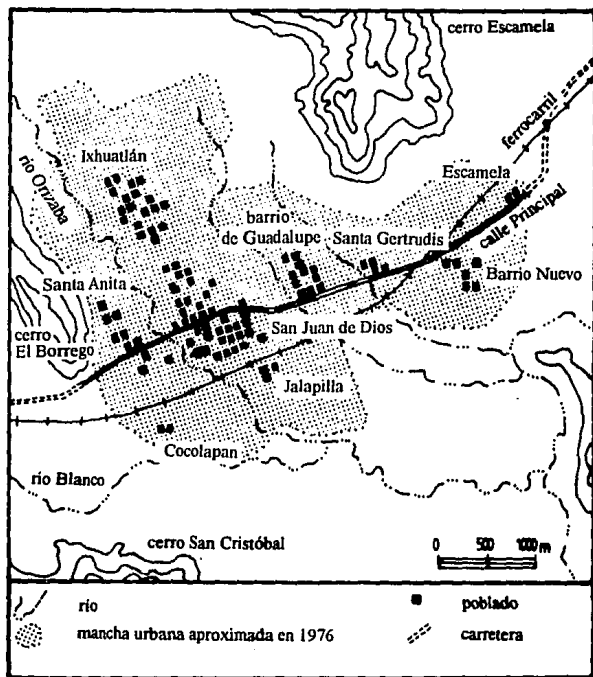 cerro Escamela
ferrocarril
Ixhuatlán
río Orizaba
Escamela
calle Principal
barrio
de Guadalupe
Santa Gertrudis
Santa Anita
Barrio Nuevo
cerro
El Borrego
San Juan de Dios
Jalapilla
Cocolapan
río Blanco
cerro San Cristóbal
0 500 1000 m
río
poblado
mancha urbana aproximada en 1976
carretera